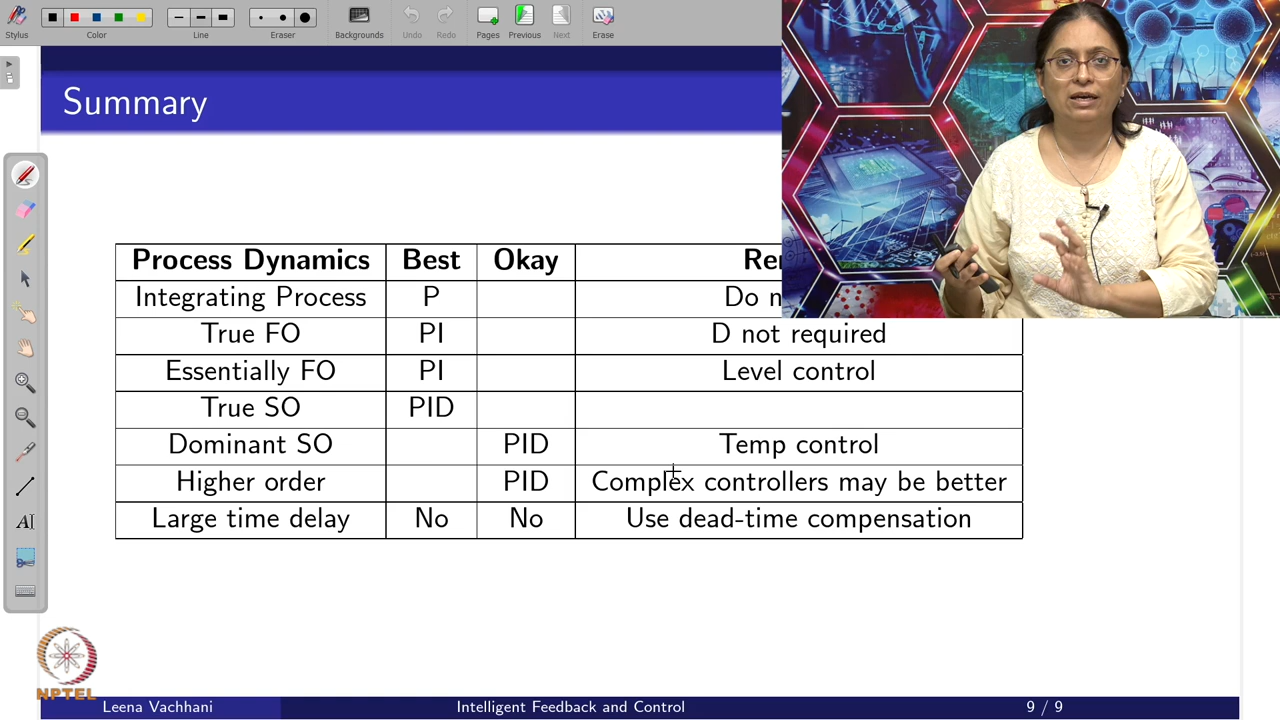 Stylus Color Line Eraser Backgrounds Undo Redo Pages Previous Next Erase
Summary
Process Dynamics Best Okay
Integrating Process P
True FO PI D not required
Essentially FO PI Level control
True SO PID
Dominant SO PID Temp control
Higher order PID Complex controllers may be better
Large time delay No No Use dead-time compensation
NPTEL
Leena Vachhani Intelligent Feedback and Control 9 / 9